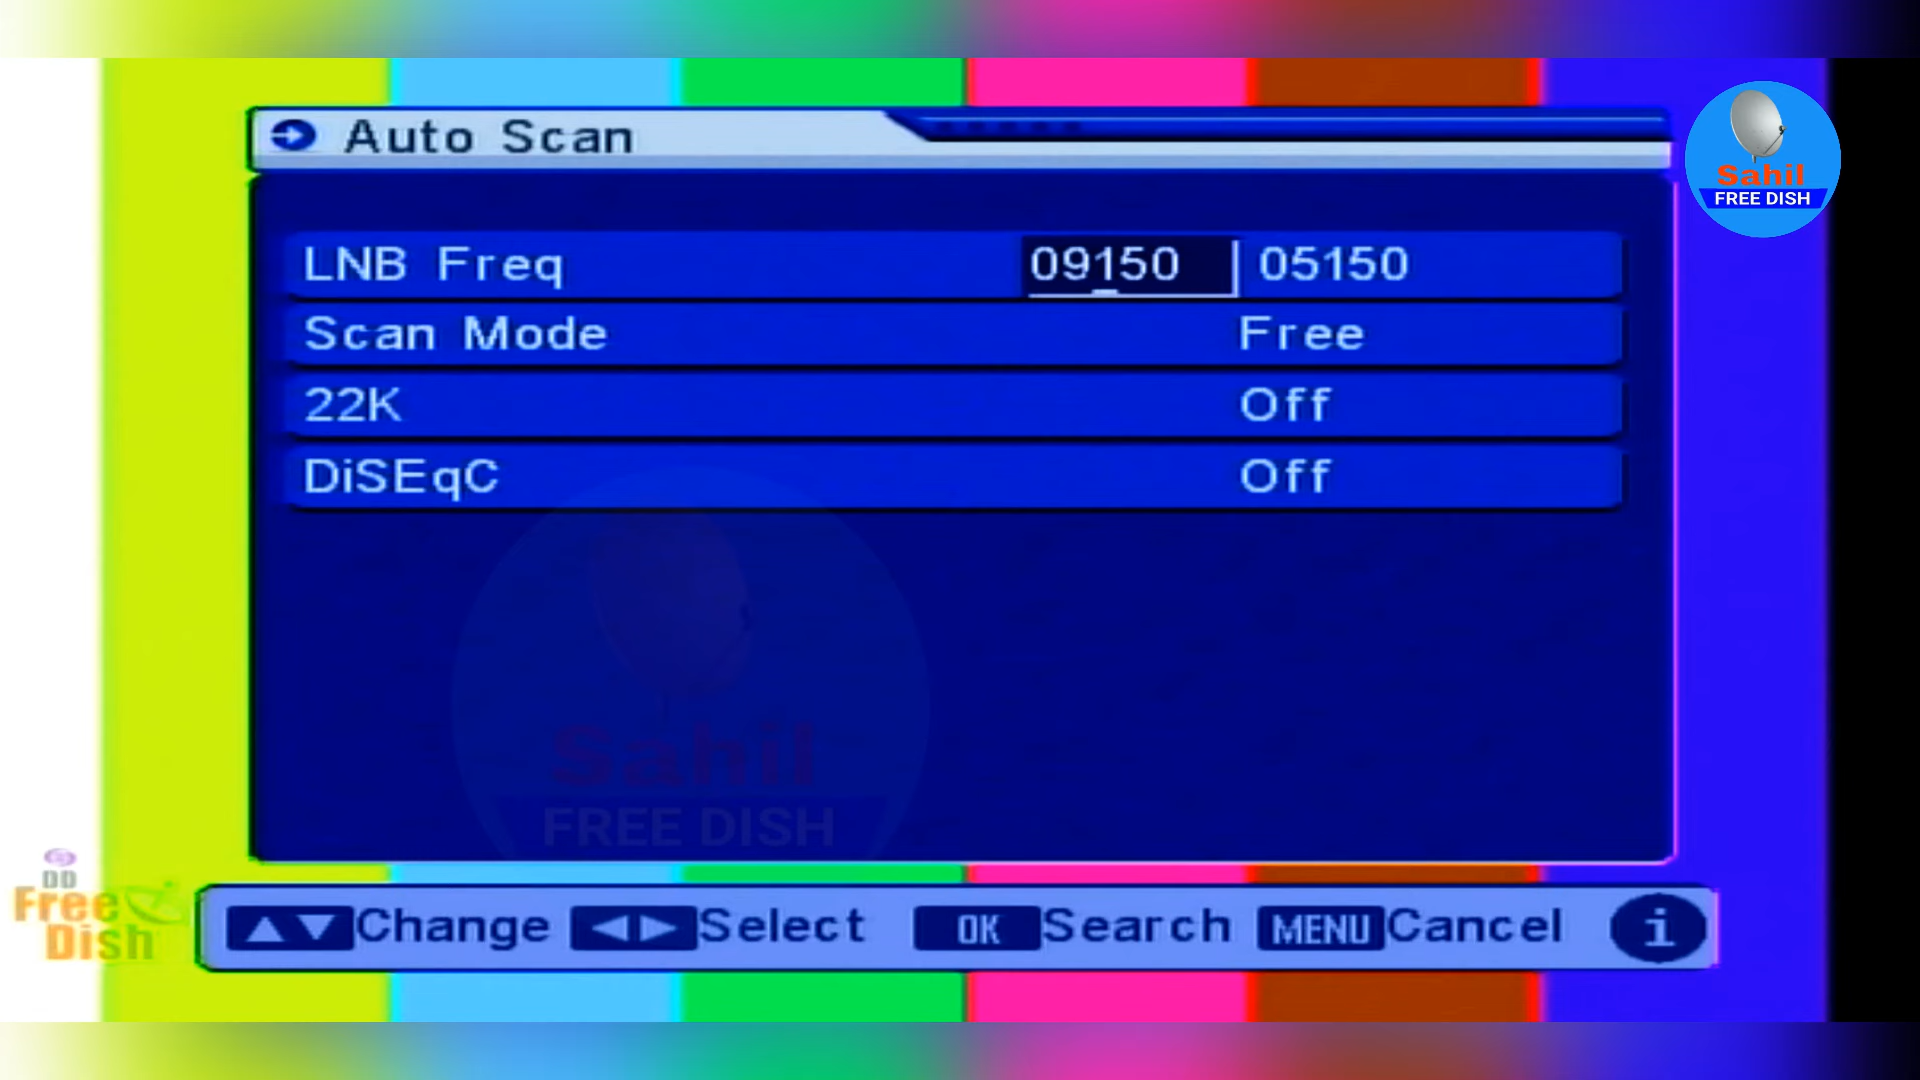 Auto Scan
Sahil
FREE DISH
LNB Freq 09150 05150
Scan Mode Free
22K Off
DiSEqC Off
Sahil
FREE DISH
DD
Free
Dish
Change Select OK Search MENU Cancel i